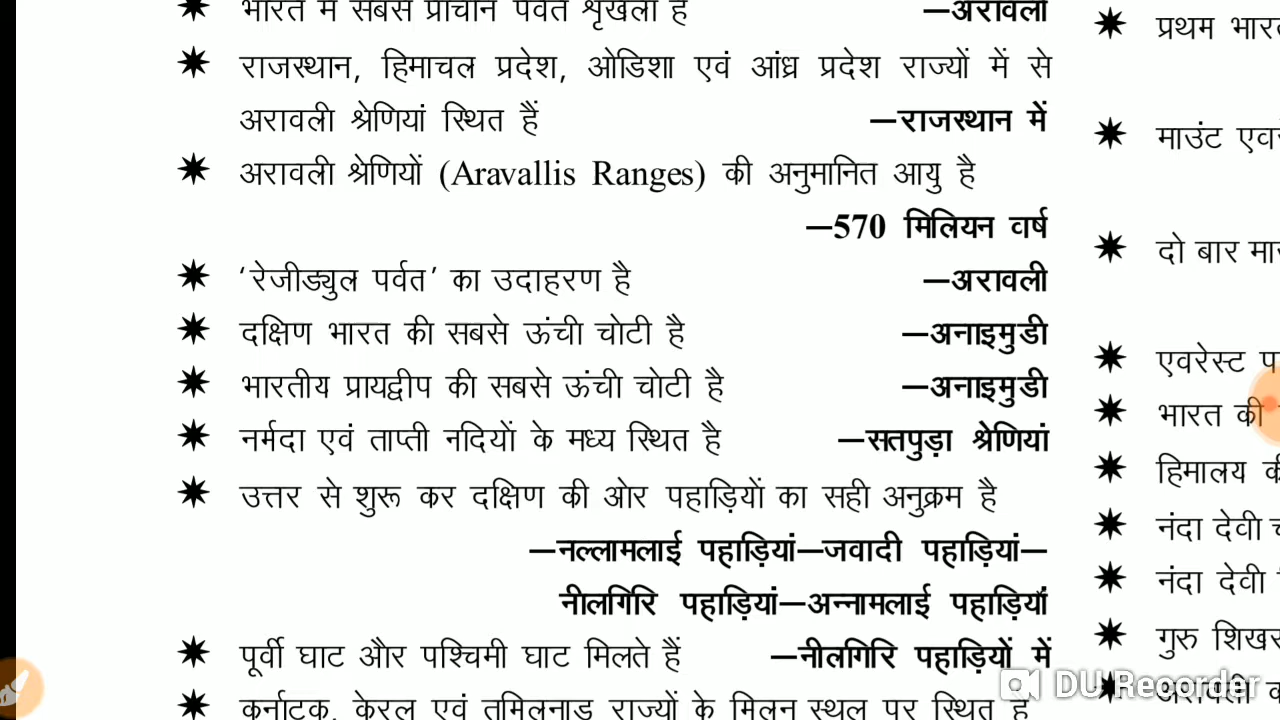 भारत में सबसे प्राचीन पर्वत शृंखला है —अरावली
✷ राजस्थान, हिमाचल प्रदेश, ओडिशा एवं आंध्र प्रदेश राज्यों में से
अरावली श्रेणियां स्थित हैं —राजस्थान में
✷ अरावली श्रेणियों (Aravallis Ranges) की अनुमानित आयु है
—570 मिलियन वर्ष
✷ ‘रेजीड्युल पर्वत’ का उदाहरण है —अरावली
✷ दक्षिण भारत की सबसे ऊंची चोटी है —अनाइमुडी
✷ भारतीय प्रायद्वीप की सबसे ऊंची चोटी है —अनाइमुडी
✷ नर्मदा एवं ताप्ती नदियों के मध्य स्थित है —सतपुड़ा श्रेणियां
✷ उत्तर से शुरू कर दक्षिण की ओर पहाड़ियों का सही अनुक्रम है
—नल्लामलाई पहाड़ियां—जवादी पहाड़ियां—
नीलगिरि पहाड़ियां—अन्नामलाई पहाड़ियां
✷ पूर्वी घाट और पश्चिमी घाट मिलते हैं —नीलगिरि पहाड़ियों में
✷ कर्नाटक, केरल एवं तमिलनाडु राज्यों के मिलन स्थल पर स्थित है
✷ प्रथम
✷ माउंट
✷ दो बार
✷ एवरेस्ट
✷ भारत की
✷ हिमालय
✷ नंदा देवी
✷ नंदा देवी
✷ गुरु
✷ अरावली
DU Recorder